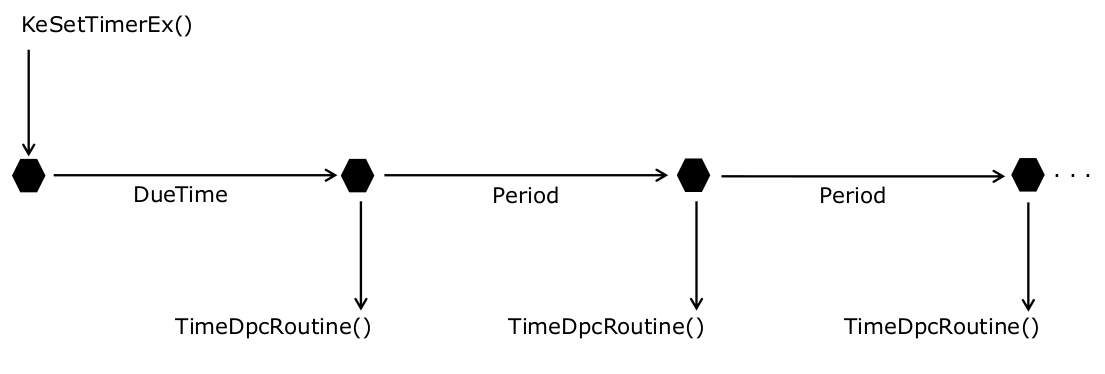 KeSetTimerEx()
DueTime
Period
Period
. . .
TimeDpcRoutine()
TimeDpcRoutine()
TimeDpcRoutine()